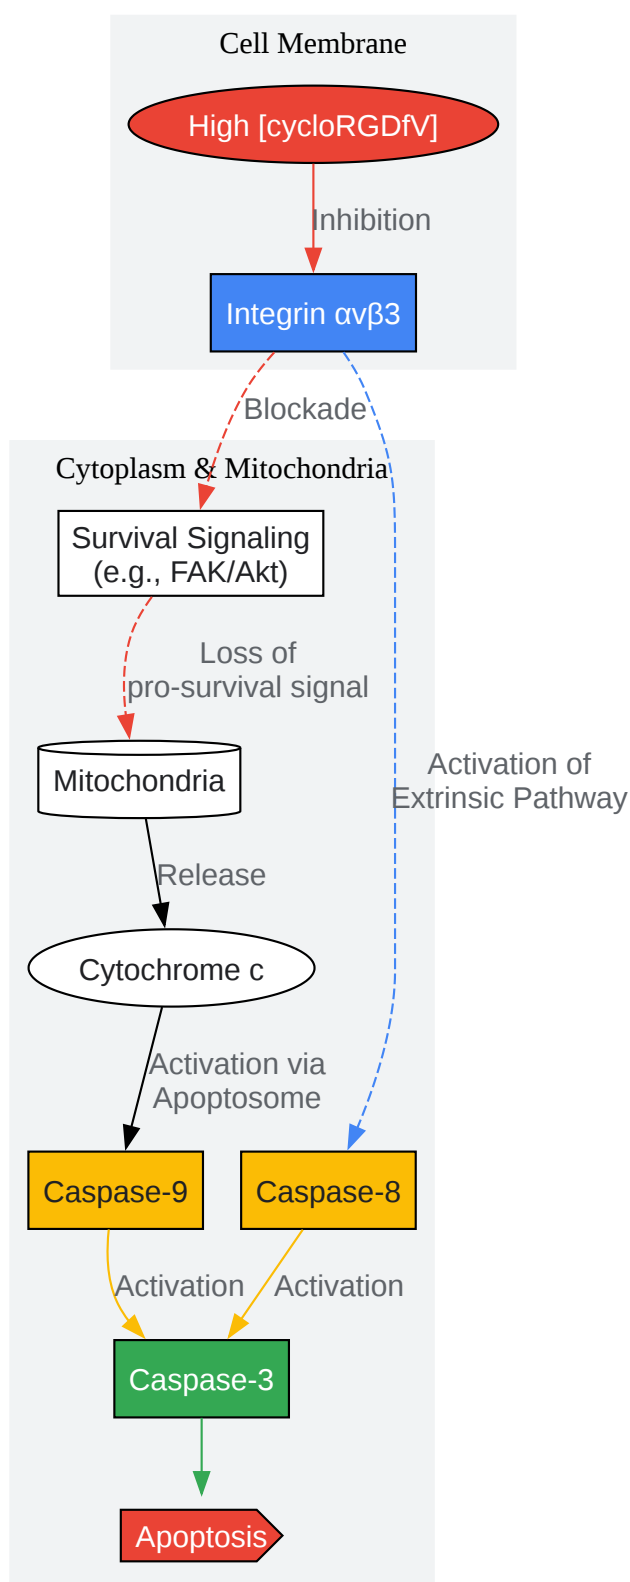 Cell Membrane
High [cycloRGDfV]
Inhibition
Integrin αvβ3
Blockade
Cytoplasm & Mitochondria
Survival Signaling
(e.g., FAK/Akt)
Loss of
pro-survival signal
Mitochondria
Activation of
Extrinsic Pathway
Release
Cytochrome c
Activation via
Apoptosome
Caspase-9
Caspase-8
Activation
Activation
Caspase-3
Apoptosis